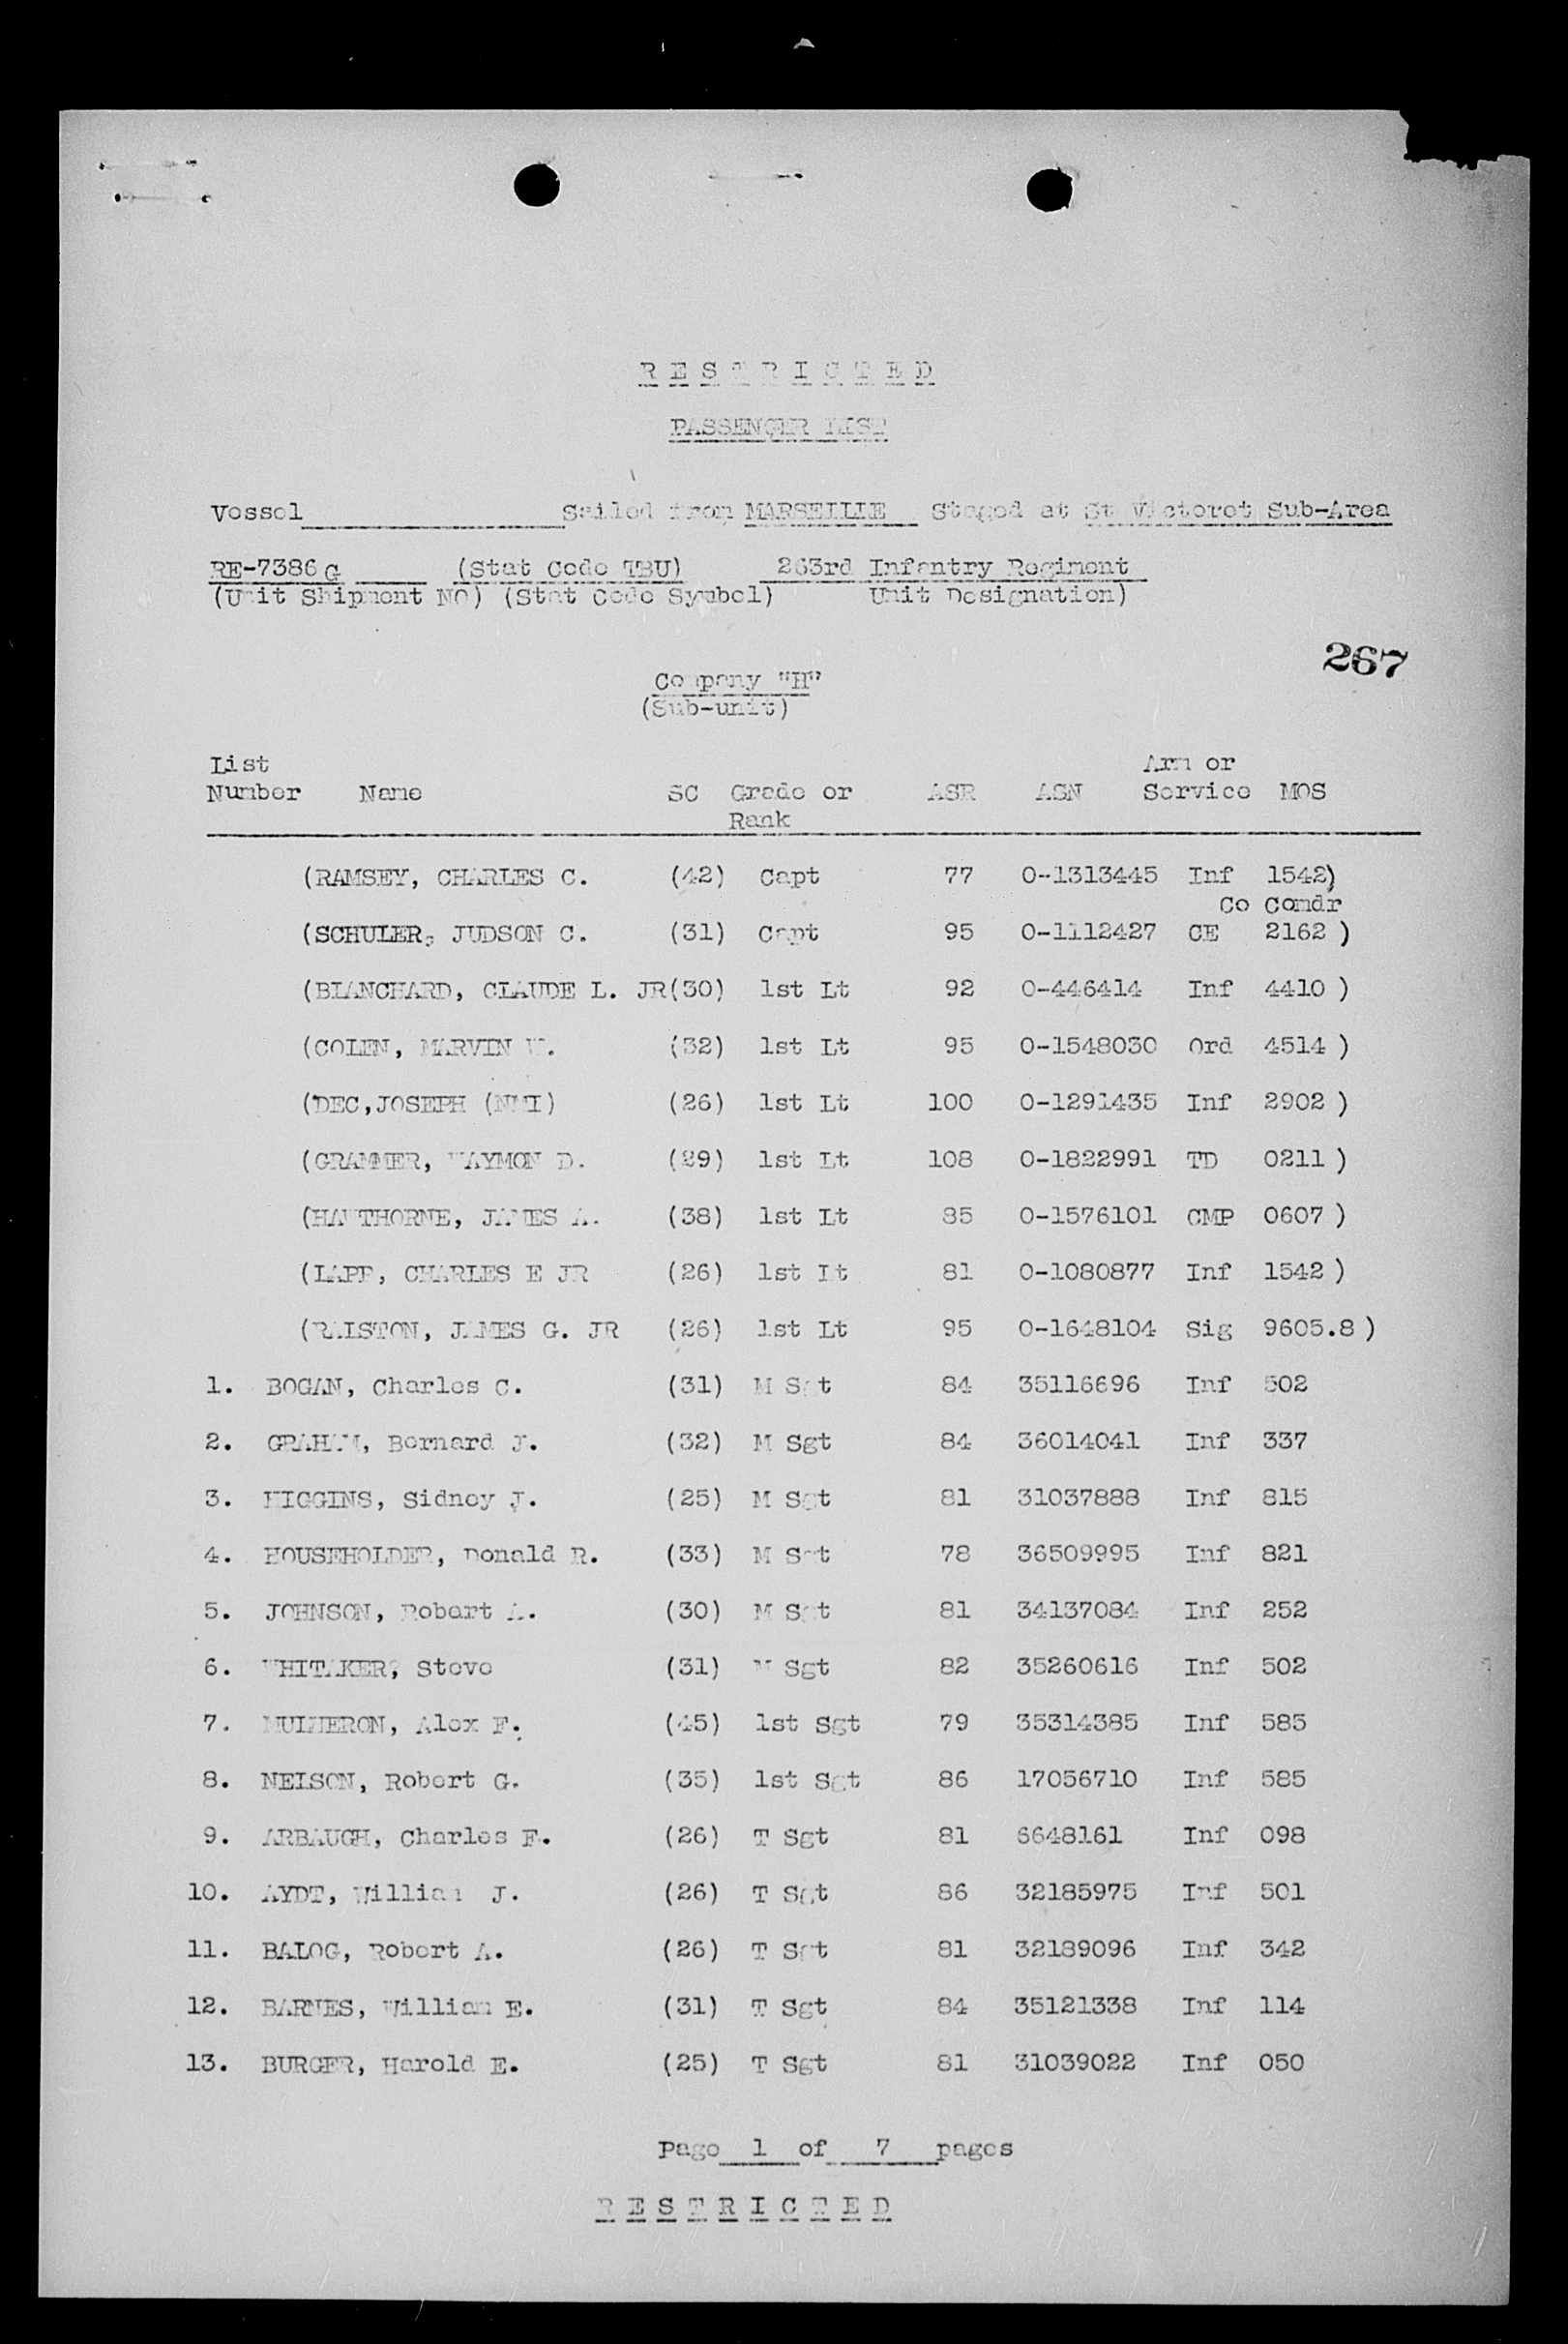 RESTRICTED
PASSENGER LIST
Vessel Sailed from MARSEILLE Staged at St Victoret Sub-Area
RE-7386 G (Stat Code TBU) 263rd Infantry Regiment
(Unit Shipment NO) (Stat Code Symbol) Unit Designation)
267
Company "H"
(Sub-unit)
List Arm or
Number Name SC Grade or ASR ASN Service MOS
Rank
(RAMSEY, CHARLES C. (42) Capt 77 O-1313445 Inf 1542)
Co Comdr
(SCHULER, JUDSON C. (31) Capt 95 O-1112427 CE 2162 )
(BLANCHARD, CLAUDE L. JR(30) 1st Lt 92 O-446414 Inf 4410 )
(COLEN, MARVIN W. (32) 1st Lt 95 O-1548030 Ord 4514 )
(DEC,JOSEPH (NMI) (26) 1st Lt 100 O-1291435 Inf 2902 )
(GRAMMER, WAYMON D. (29) 1st Lt 108 O-1822991 TD 0211 )
(HAWTHORNE, JAMES A. (38) 1st Lt 85 O-1576101 CMP 0607 )
(LAPP, CHARLES E JR (26) 1st Lt 81 O-1080877 Inf 1542 )
(RALSTON, JAMES G. JR (26) 1st Lt 95 O-1648104 Sig 9605.8 )
1. BOGAN, Charles C. (31) M Sgt 84 35116696 Inf 502
2. GRAHAM, Bernard J. (32) M Sgt 84 36014041 Inf 337
3. HIGGINS, Sidney J. (25) M Sgt 81 31037888 Inf 815
4. HOUSEHOLDER, Donald R. (33) M Sgt 78 36509995 Inf 821
5. JOHNSON, Robart A. (30) M Sgt 81 34137084 Inf 252
6. WHITAKER, Steve (31) M Sgt 82 35260616 Inf 502
7. MULHERON, Alex F. (45) 1st Sgt 79 35314385 Inf 585
8. NELSON, Robert G. (35) 1st Sgt 86 17056710 Inf 585
9. ARBAUGH, Charles F. (26) T Sgt 81 6648161 Inf 098
10. AYDT, William J. (26) T Sgt 86 32185975 Inf 501
11. BALOG, Robert A. (26) T Sgt 81 32189096 Inf 342
12. BARNES, William E. (31) T Sgt 84 35121338 Inf 114
13. BURGER, Harold E. (25) T Sgt 81 31039022 Inf 050
Page 1 of 7 pages
RESTRICTED